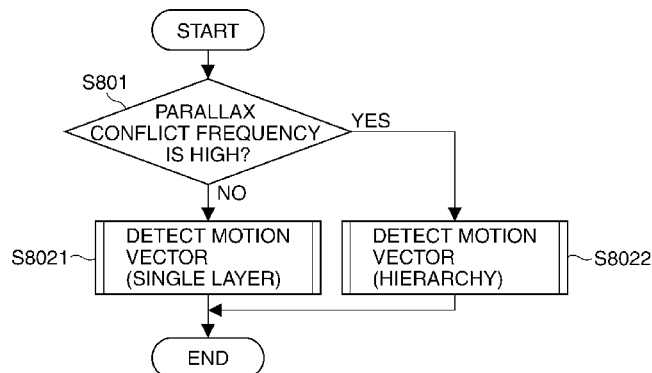 START
S801
PARALLAX
CONFLICT FREQUENCY
IS HIGH?
YES
NO
S8021
DETECT MOTION
VECTOR
(SINGLE LAYER)
DETECT MOTION
VECTOR
(HIERARCHY)
S8022
END